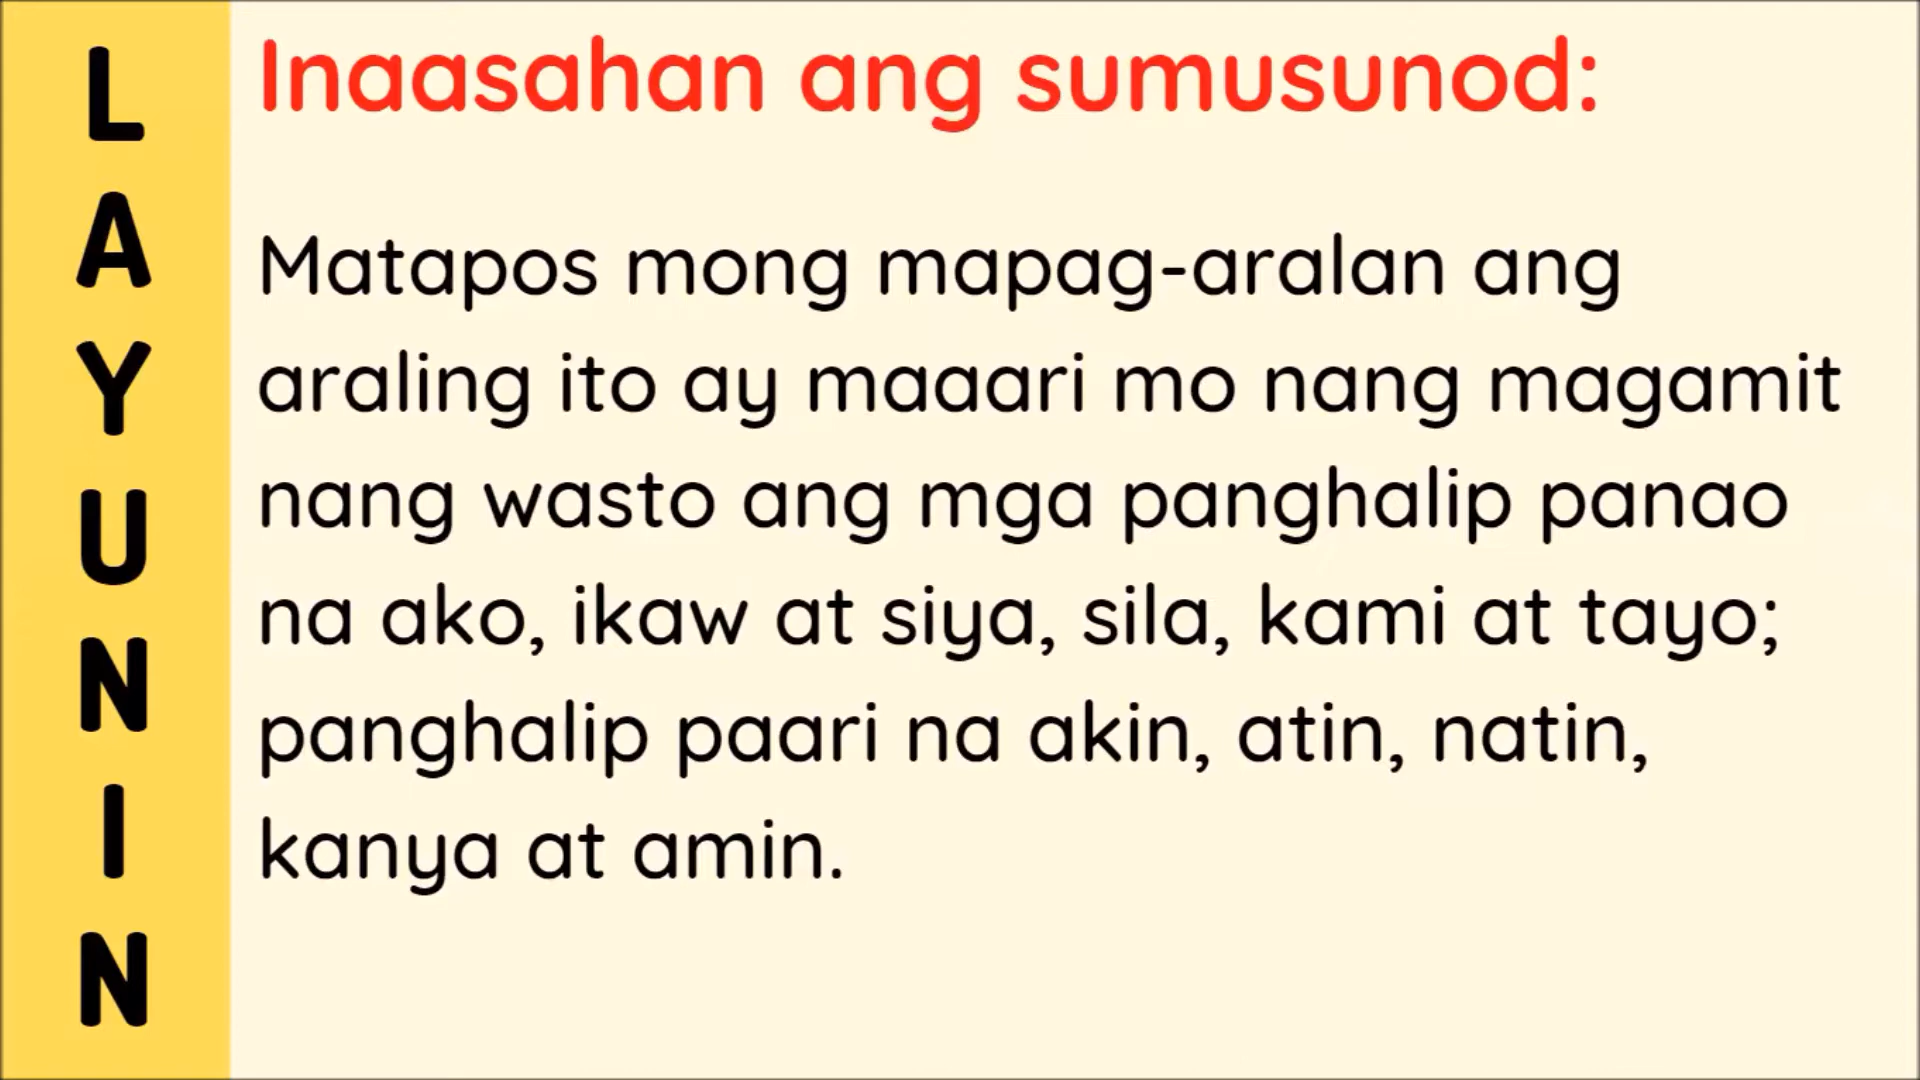 LAYUNIN
Inaasahan ang sumusunod:
Matapos mong mapag-aralan ang
araling ito ay maaari mo nang magamit
nang wasto ang mga panghalip panao
na ako, ikaw at siya, sila, kami at tayo;
panghalip paari na akin, atin, natin,
kanya at amin.